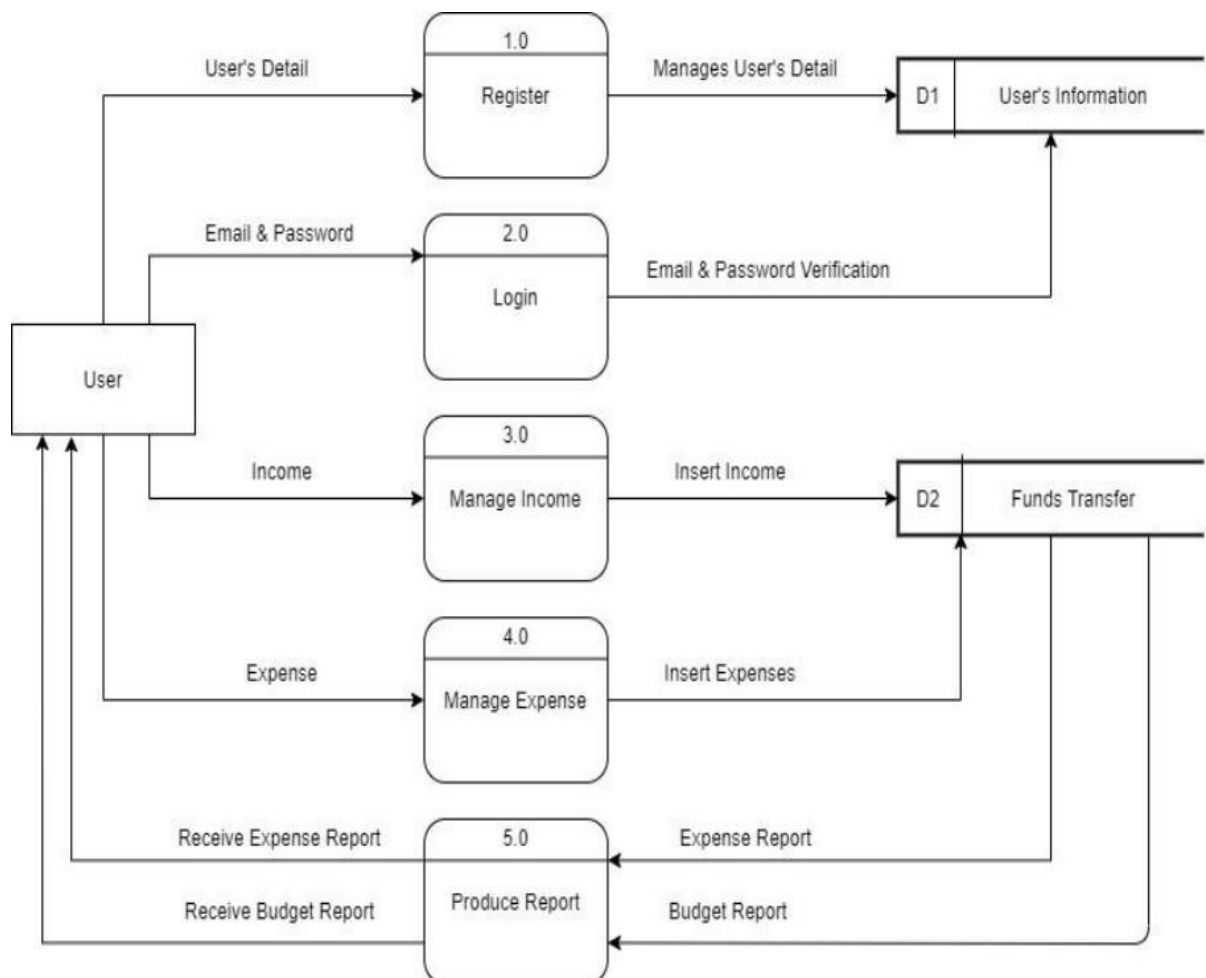 1.0
User's Detail
Manages User's Detail
Register
D1
User's Information
Email & Password
2.0
Email & Password Verification
Login
User
3.0
Income
Insert Income
Manage Income
D2
Funds Transfer
4.0
Expense
Insert Expenses
Manage Expense
Receive Expense Report
5.0
Expense Report
Receive Budget Report
Produce Report
Budget Report